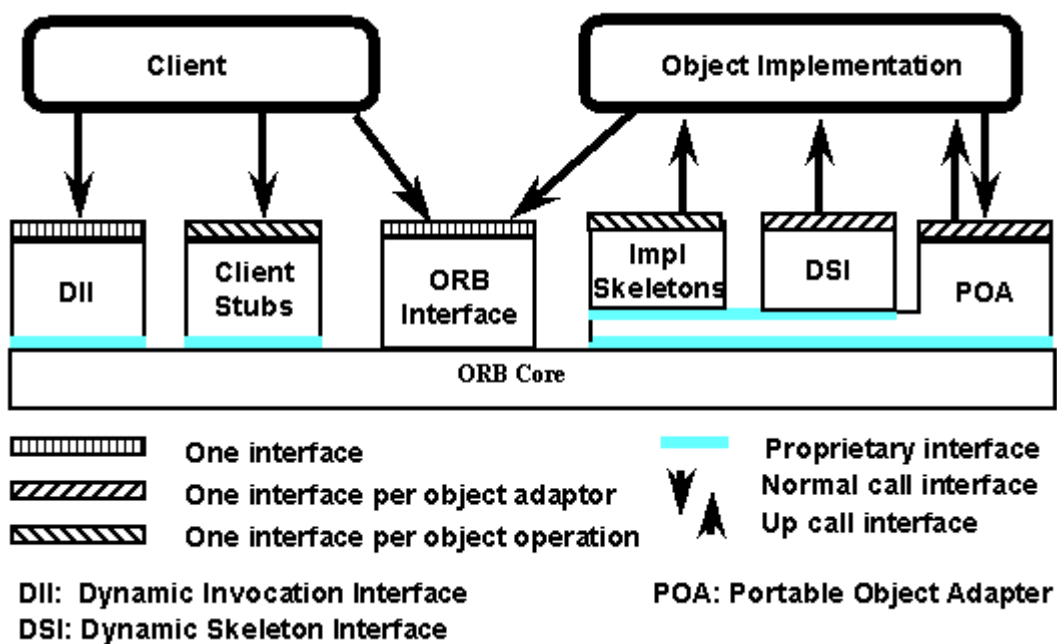 Client
Object Implementation
DII
Client
Stubs
ORB
Interface
Impl
Skeletons
DSI
POA
ORB Core
One interface
One interface per object adaptor
One interface per object operation
Proprietary interface
Normal call interface
Up call interface
DII: Dynamic Invocation Interface
DSI: Dynamic Skeleton Interface
POA: Portable Object Adapter